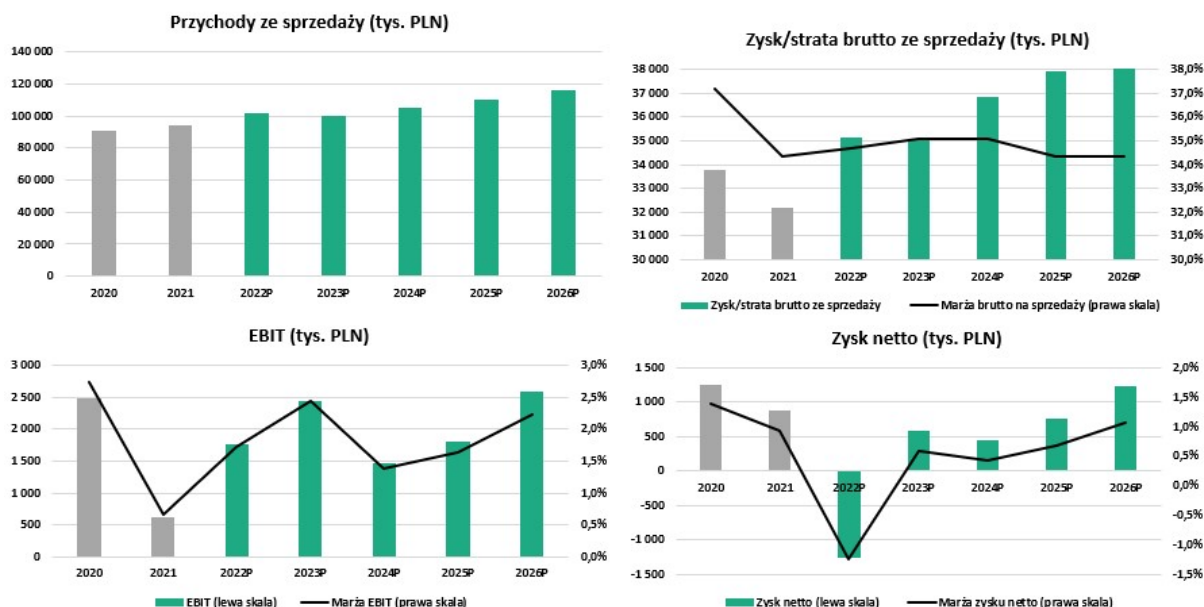 Przychody ze sprzedaży (tys. PLN)
140 000
120 000
100 000
80 000
60 000
40 000
20 000
0
2020 2021 2022P 2023P 2024P 2025P 2026P
Zysk/strata brutto ze sprzedaży (tys. PLN)
38 000 38,0%
37 000 37,0%
36 000 36,0%
35 000 35,0%
34 000 34,0%
33 000 33,0%
32 000 32,0%
31 000 31,0%
30 000 30,0%
2020 2021 2022P 2023P 2024P 2025P 2026P
Zysk/strata brutto ze sprzedaży Marża brutto na sprzedaży (prawa skala)
EBIT (tys. PLN)
3 000 3,0%
2 500 2,5%
2 000 2,0%
1 500 1,5%
1 000 1,0%
500 0,5%
0 0,0%
2020 2021 2022P 2023P 2024P 2025P 2026P
EBIT (lewa skala) Marża EBIT (prawa skala)
Zysk netto (tys. PLN)
1 500 2,0%
1 000 1,5%
500 1,0%
0 0,5%
-500 0,0%
-1 000 -0,5%
-1 500 -1,0%
-1,5%
2020 2021 2022P 2023P 2024P 2025P 2026P
Zysk netto (lewa skala) Marża zysku netto (prawa skala)